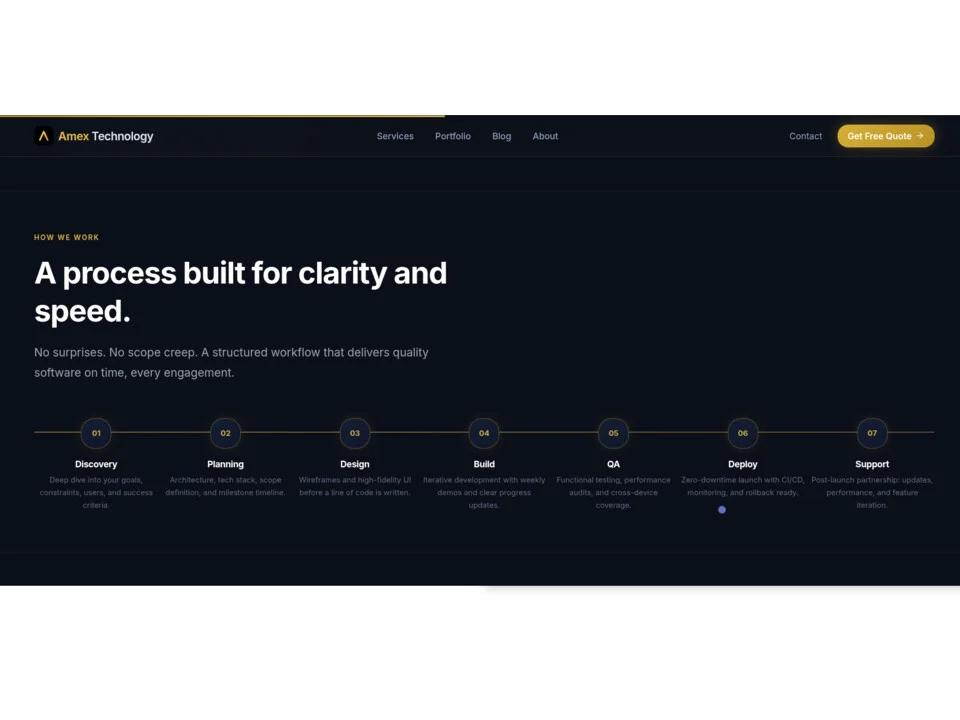 Amex Technology
Services
Portfolio
Blog
About
Contact
Get Free Quote →
HOW WE WORK
A process built for clarity and
speed.
No surprises. No scope creep. A structured workflow that delivers quality
software on time, every engagement.
01
Discovery
Deep dive into your goals,
constraints, users, and success
criteria.
02
Planning
Architecture, tech stack, scope
definition, and milestone timeline.
03
Design
Wireframes and high-fidelity UI
before a line of code is written.
04
Build
Iterative development with weekly
demos and clear progress
updates.
05
QA
Functional testing, performance
audits, and cross-device
coverage.
06
Deploy
Zero-downtime launch with CI/CD,
monitoring, and rollback ready.
07
Support
Post-launch partnership: updates,
performance, and feature
iteration.